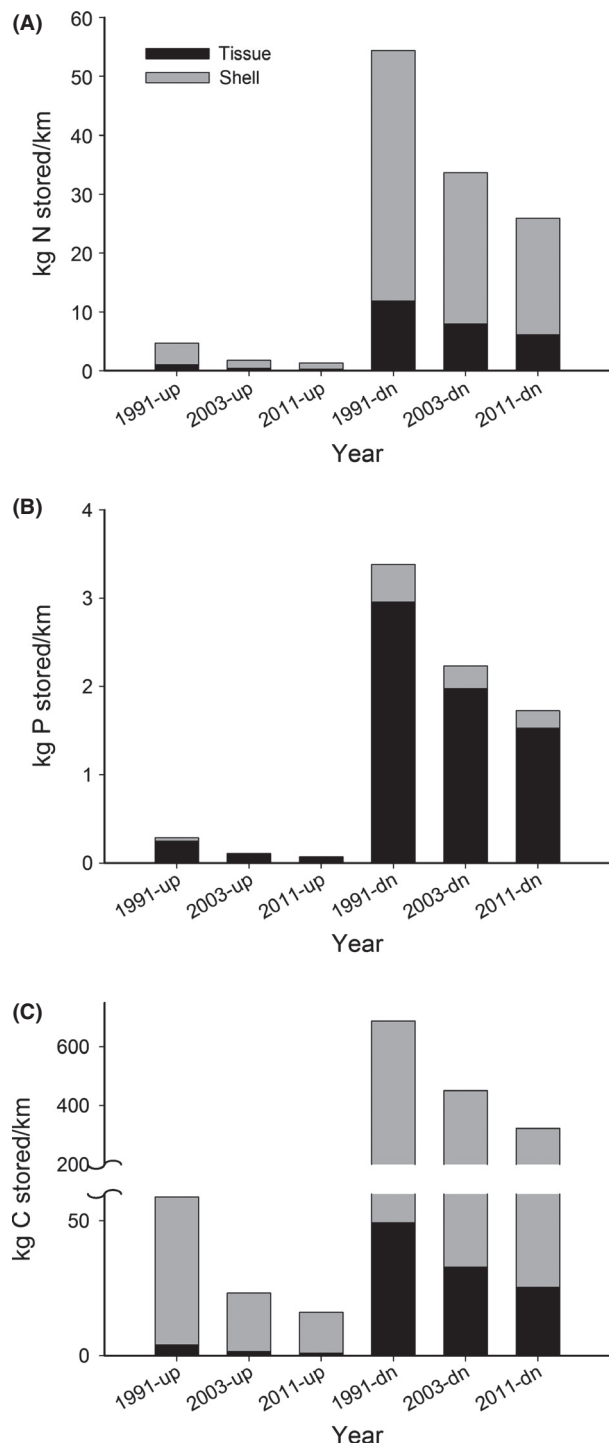 (A)
60
50
40
30
20
10
0
kg N stored/km
Tissue
Shell
1991-up
2003-up
2011-up
1991-dn
2003-dn
2011-dn
Year
(B)
4
3
2
1
0
kg P stored/km
1991-up
2003-up
2011-up
1991-dn
2003-dn
2011-dn
Year
(C)
600
400
200
50
0
kg C stored/km
1991-up
2003-up
2011-up
1991-dn
2003-dn
2011-dn
Year